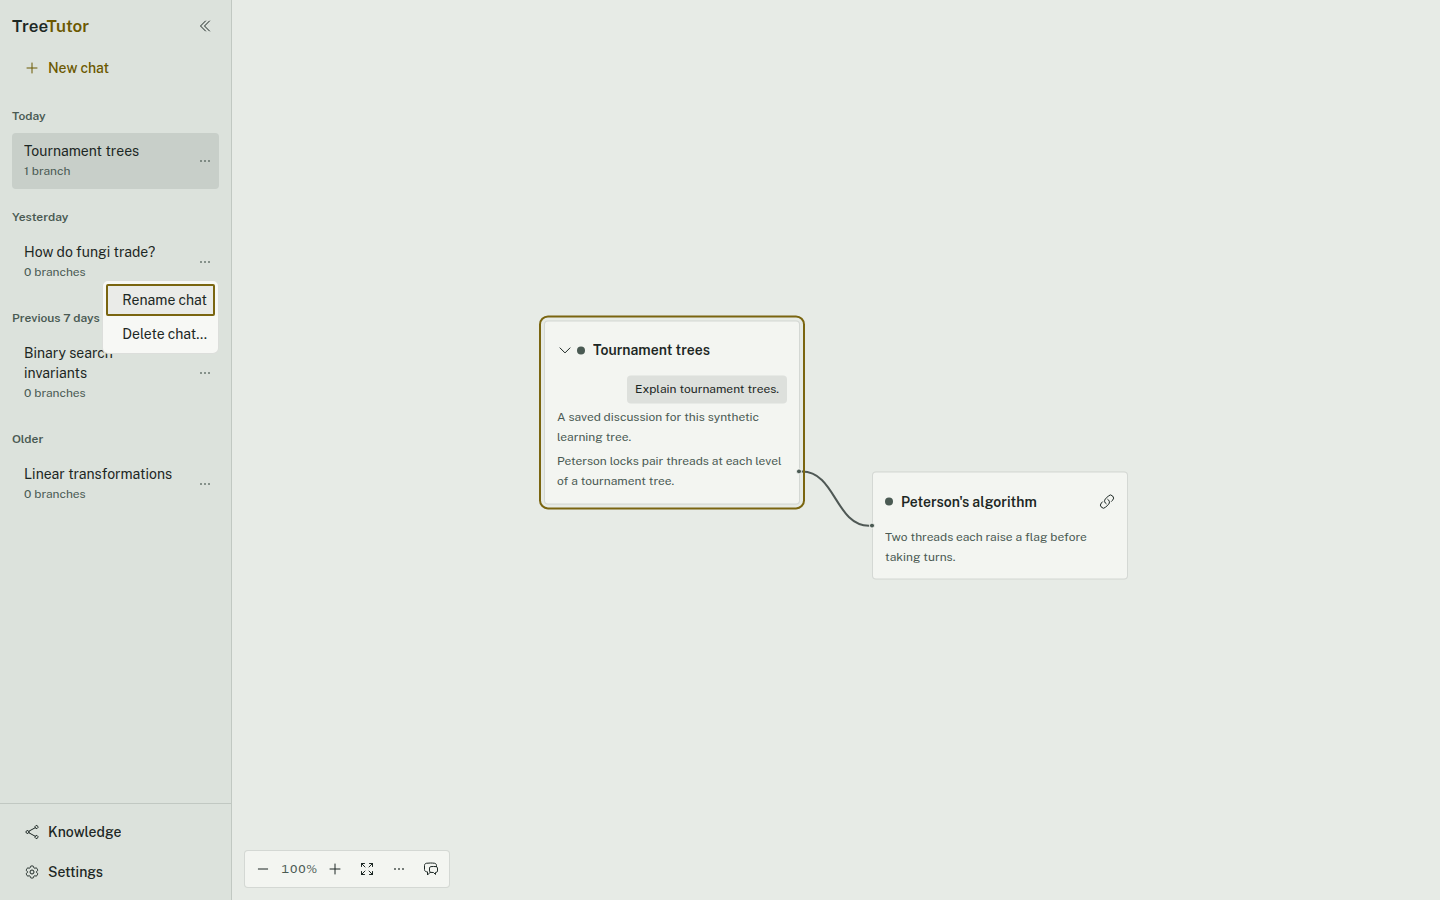 TreeTutor
New chat
Today
Tournament trees
1 branch
Yesterday
How do fungi trade?
0 branches
Rename chat
Delete chat...
Previous 7 days
Binary search
invariants
0 branches
Older
Linear transformations
0 branches
Knowledge
Settings
Tournament trees
Explain tournament trees.
A saved discussion for this synthetic
learning tree.
Peterson locks pair threads at each level
of a tournament tree.
Peterson's algorithm
Two threads each raise a flag before
taking turns.
100%